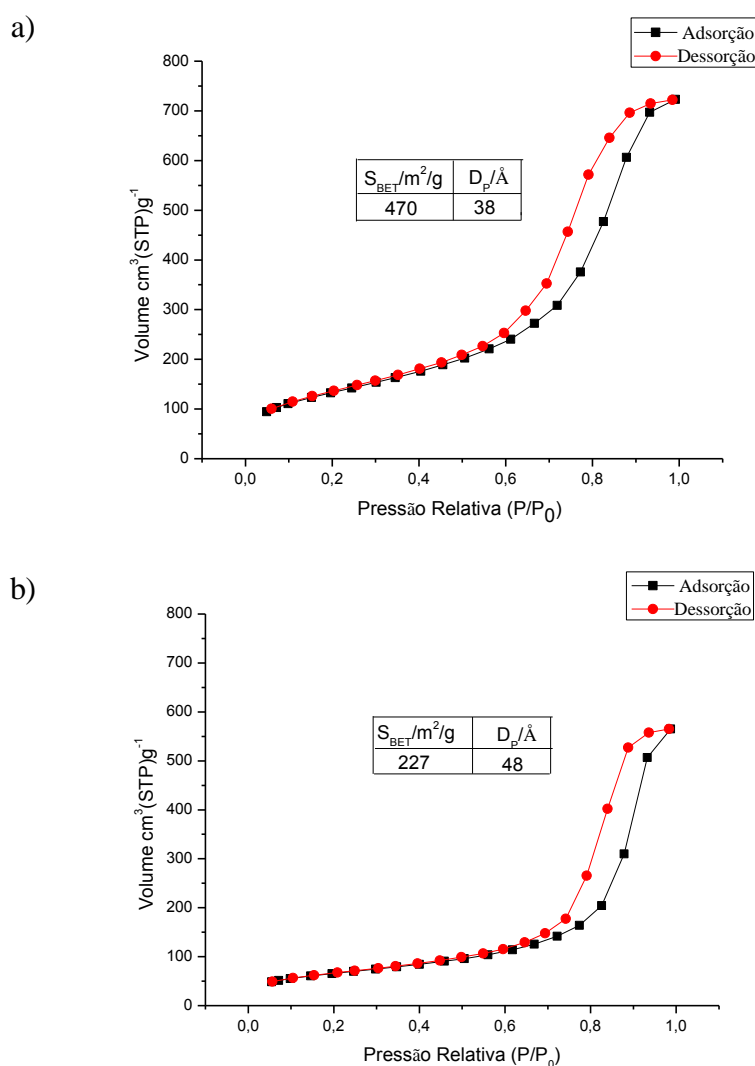 a)
Adsorção
Dessorção
800
700
600
500
400
300
200
100
0
S_BET/m²/g D_P/Å
470 38
Volume cm³(STP)g⁻¹
0,0 0,2 0,4 0,6 0,8 1,0
Pressão Relativa (P/P₀)
b)
Adsorção
Dessorção
800
700
600
500
400
300
200
100
0
S_BET/m²/g D_P/Å
227 48
Volume cm³(STP)g⁻¹
0,0 0,2 0,4 0,6 0,8 1,0
Pressão Relativa (P/P₀)